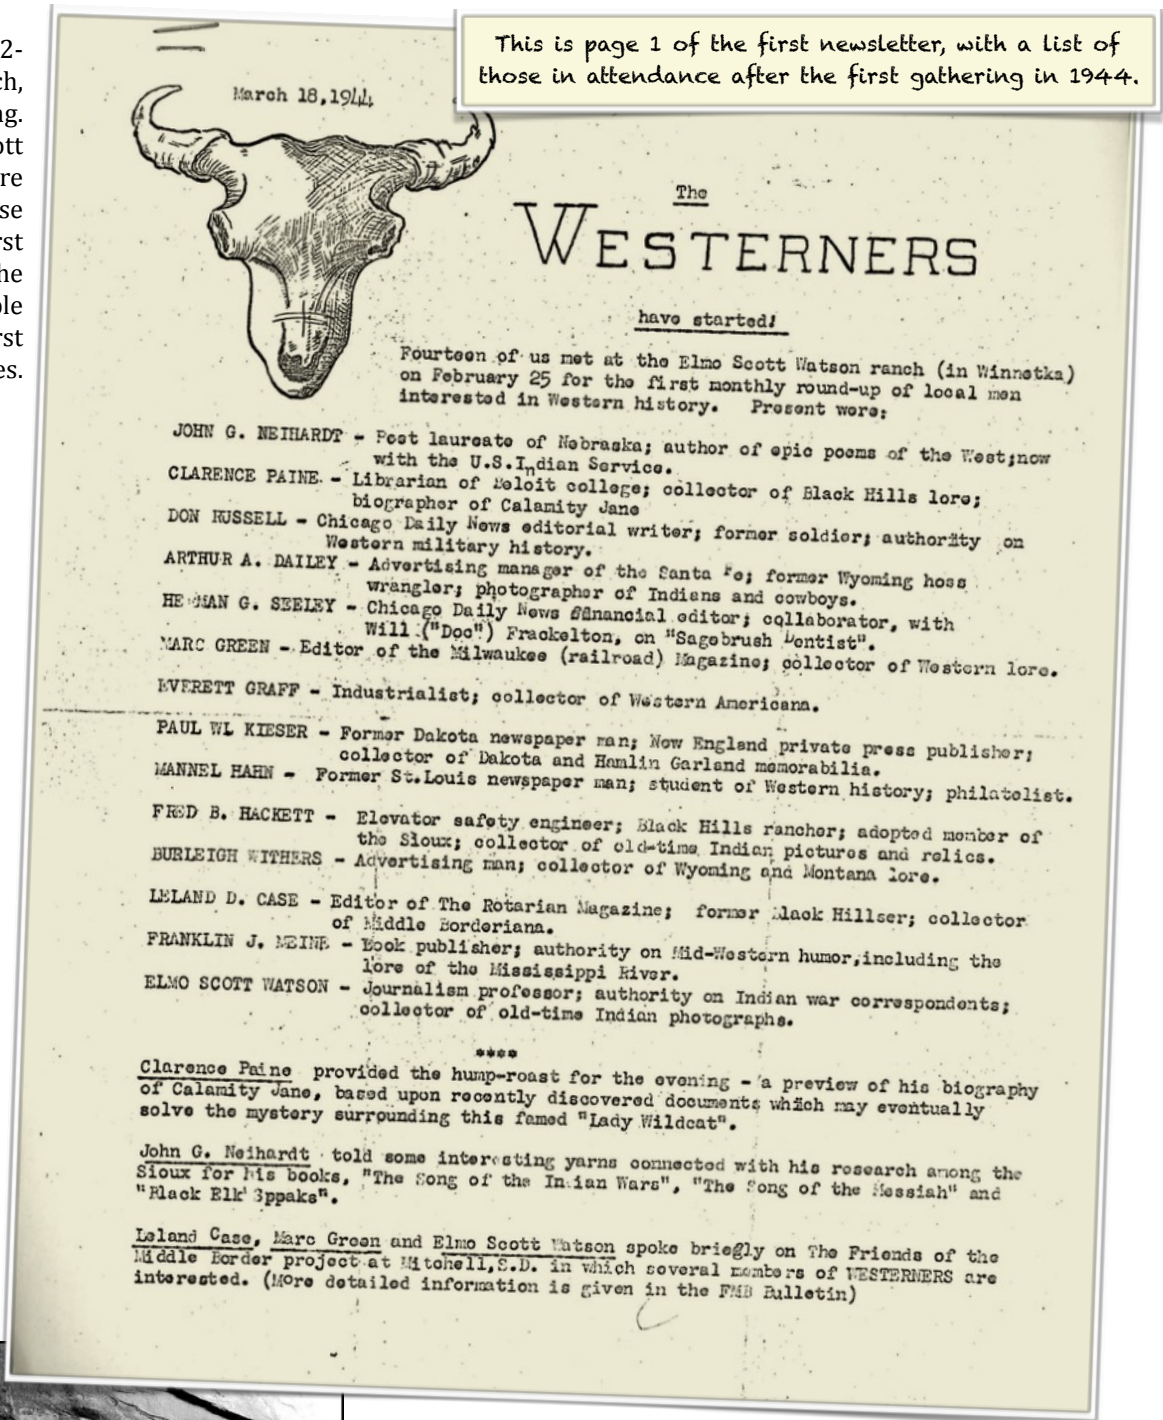 2-
ch,
ng.
ott
re
se
rst
he
ole
rst
es.
This is page 1 of the first newsletter, with a list of
those in attendance after the first gathering in 1944.
March 18,1944
The
WESTERNERS
have started!
Fourteen of us met at the Elmo Scott Watson ranch (in Winnetka)
on February 25 for the first monthly round-up of local men
interested in Western history. Present were:
JOHN G. NEIHARDT - Poet laureate of Nebraska; author of epic poems of the West;now
with the U.S.Indian Service.
CLARENCE PAINE. - Librarian of Beloit college; collector of Black Hills lore;
biographer of Calamity Jane
DON RUSSELL - Chicago Daily News editorial writer; former soldier; authority on
Western military history.
ARTHUR A. DAILEY - Advertising manager of the Santa Fe; former Wyoming hoss
wrangler; photographer of Indians and cowboys.
HERMAN G. SEELEY - Chicago Daily News financial editor; collaborator, with
Will ("Doc") Frackelton, on "Sagebrush Dentist".
MARC GREEN - Editor of the Milwaukee (railroad) Magazine; collector of Western lore.
EVERETT GRAFF - Industrialist; collector of Western Americana.
PAUL WL KIESER - Former Dakota newspaper man; New England private press publisher;
collector of Dakota and Hamlin Garland memorabilia.
MANNEL HAHN - Former St.Louis newspaper man; student of Western history; philatelist.
FRED B. HACKETT - Elevator safety engineer; Black Hills rancher; adopted member of
the Sioux; collector of old-time Indian pictures and relics.
BURLEIGH WITHERS - Advertising man; collector of Wyoming and Montana lore.
LELAND D. CASE - Editor of The Rotarian Magazine; former Black Hillser; collector
of Middle Borderiana.
FRANKLIN J. MEINE - Book publisher; authority on Mid-Western humor,including the
lore of the Mississippi River.
ELMO SCOTT WATSON - Journalism professor; authority on Indian war correspondents;
collector of old-time Indian photographs.
****
Clarence Paine provided the hump-roast for the evening - a preview of his biography
of Calamity Jane, based upon recently discovered documents which may eventually
solve the mystery surrounding this famed "Lady Wildcat".
John G. Neihardt told some interesting yarns connected with his research among the
Sioux for his books, "The Song of the Indian Wars", "The Song of the Messiah" and
"Black Elk Sppaks".
Leland Case, Marc Green and Elmo Scott Watson spoke briegly on The Friends of the
Middle Border project at Mitchell,S.D. in which several members of WESTERNERS are
interested. (More detailed information is given in the FMB Bulletin)